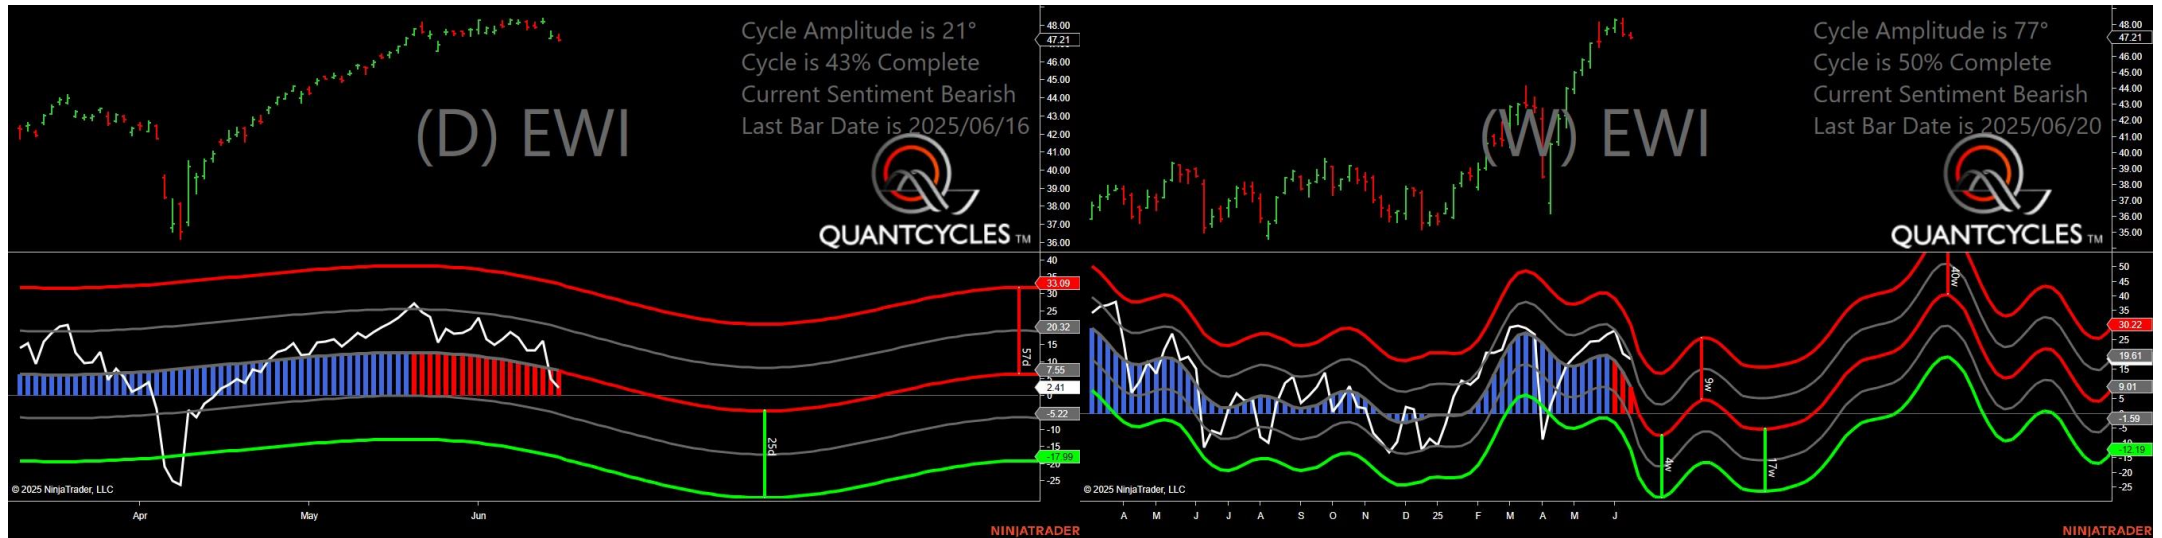 Cycle Amplitude is 21°
Cycle is 43% Complete
Current Sentiment Bearish
Last Bar Date is 2025/06/16
(D) EWI
QUANTCYCLES TM
48.00
47.21
46.00
45.00
44.00
43.00
42.00
41.00
40.00
39.00
38.00
37.00
36.00
40
33.09
30
25
20.32
15
10
7.55
2.41
0
-5.22
-10
-15
-17.99
-25
57d
25d
© 2025 NinjaTrader, LLC
Apr
May
Jun
NINJATRADER
Cycle Amplitude is 77°
Cycle is 50% Complete
Current Sentiment Bearish
Last Bar Date is 2025/06/20
(W) EWI
QUANTCYCLES TM
48.00
47.21
46.00
45.00
44.00
43.00
42.00
41.00
40.00
39.00
38.00
37.00
36.00
35.00
50
45
40
35
30.22
25
19.61
15
9.01
5
-1.59
-5
-12.19
-15
-20
-25
40w
9w
4w
17w
© 2025 NinjaTrader, LLC
A M J J A S O N D 25 F M A M J
NINJATRADER